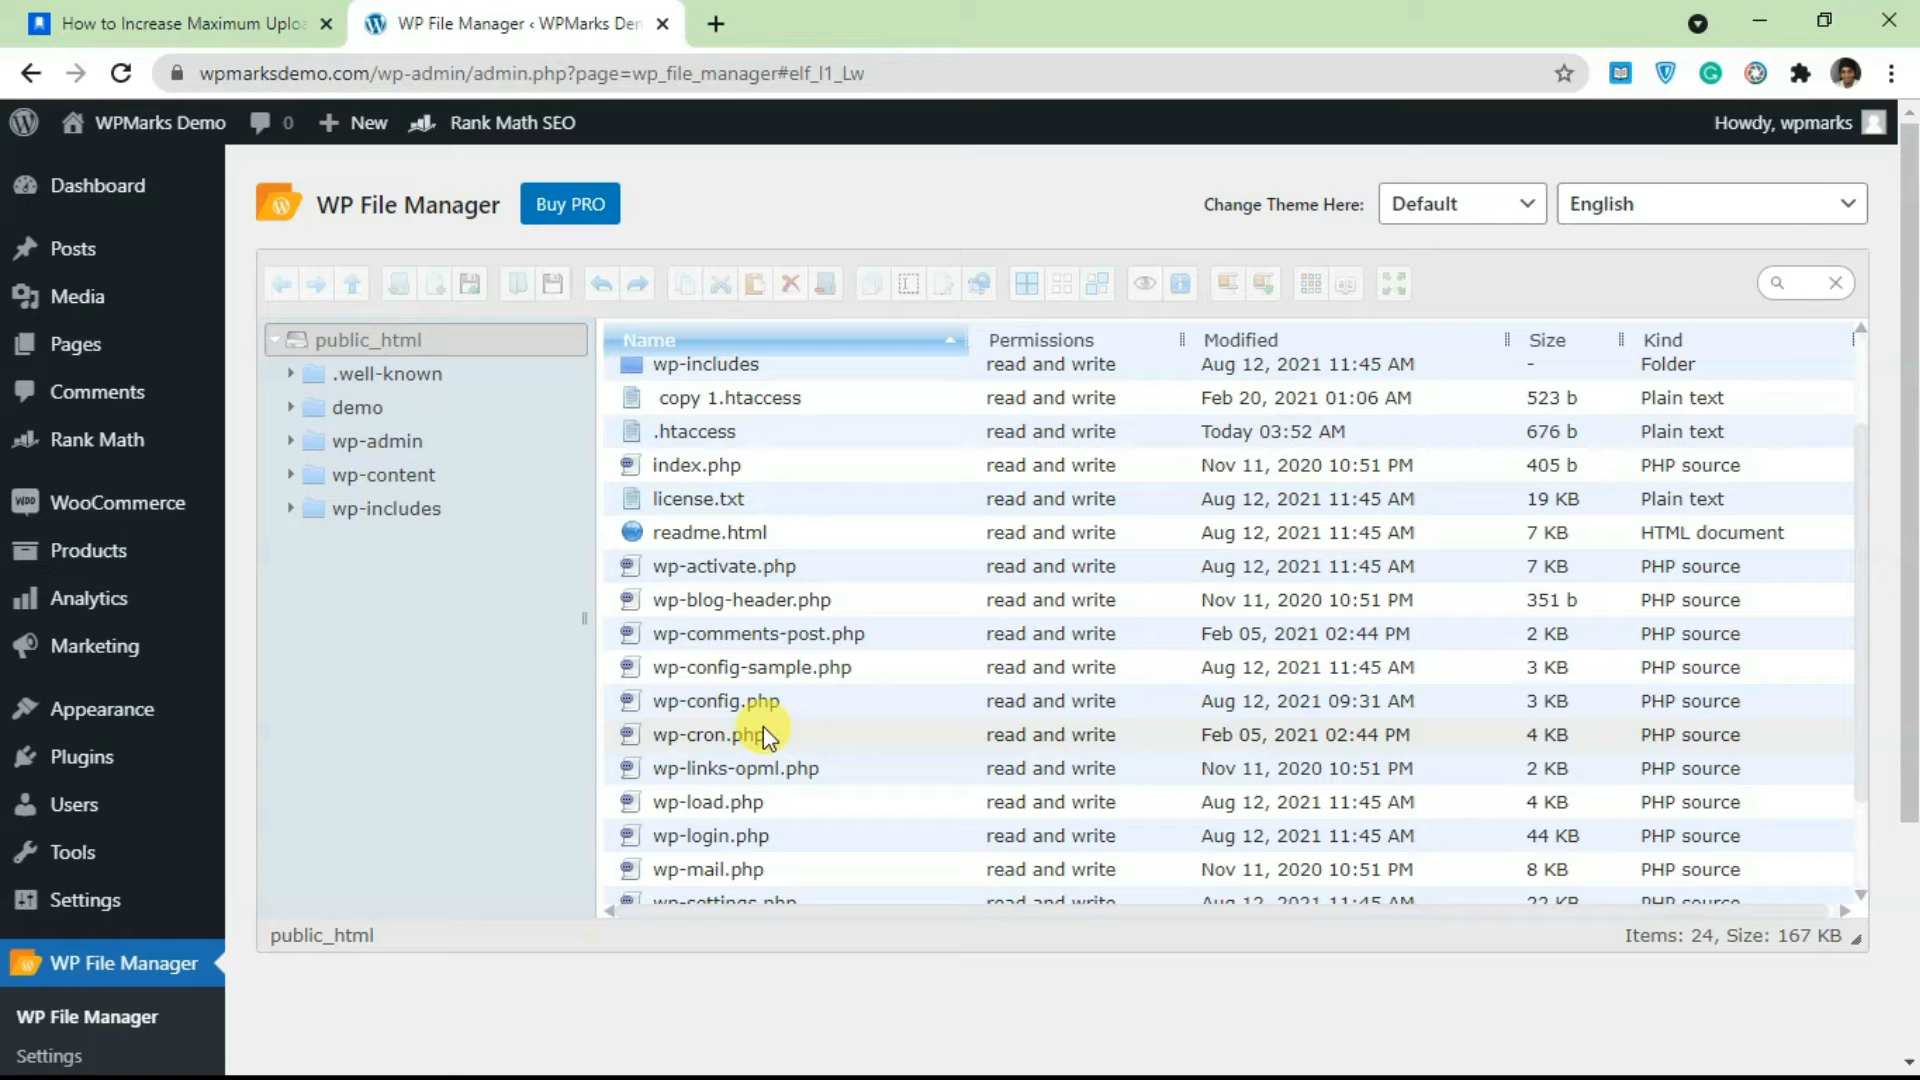 How to Increase Maximum Uploa
WP File Manager ‹ WPMarks Den
wpmarksdemo.com/wp-admin/admin.php?page=wp_file_manager#elf_l1_Lw
WPMarks Demo 0 New Rank Math SEO Howdy, wpmarks
Dashboard
Posts
Media
Pages
Comments
Rank Math
WooCommerce
Products
Analytics
Marketing
Appearance
Plugins
Users
Tools
Settings
WP File Manager
WP File Manager
Settings
WP File Manager Buy PRO Change Theme Here: Default English
public_html
.well-known
demo
wp-admin
wp-content
wp-includes
Name Permissions Modified Size Kind
wp-includes read and write Aug 12, 2021 11:45 AM - Folder
copy 1.htaccess read and write Feb 20, 2021 01:06 AM 523 b Plain text
.htaccess read and write Today 03:52 AM 676 b Plain text
index.php read and write Nov 11, 2020 10:51 PM 405 b PHP source
license.txt read and write Aug 12, 2021 11:45 AM 19 KB Plain text
readme.html read and write Aug 12, 2021 11:45 AM 7 KB HTML document
wp-activate.php read and write Aug 12, 2021 11:45 AM 7 KB PHP source
wp-blog-header.php read and write Nov 11, 2020 10:51 PM 351 b PHP source
wp-comments-post.php read and write Feb 05, 2021 02:44 PM 2 KB PHP source
wp-config-sample.php read and write Aug 12, 2021 11:45 AM 3 KB PHP source
wp-config.php read and write Aug 12, 2021 09:31 AM 3 KB PHP source
wp-cron.php read and write Feb 05, 2021 02:44 PM 4 KB PHP source
wp-links-opml.php read and write Nov 11, 2020 10:51 PM 2 KB PHP source
wp-load.php read and write Aug 12, 2021 11:45 AM 4 KB PHP source
wp-login.php read and write Aug 12, 2021 11:45 AM 44 KB PHP source
wp-mail.php read and write Nov 11, 2020 10:51 PM 8 KB PHP source
wp-settings.php read and write Aug 12, 2021 11:45 AM 22 KB PHP source
public_html Items: 24, Size: 167 KB